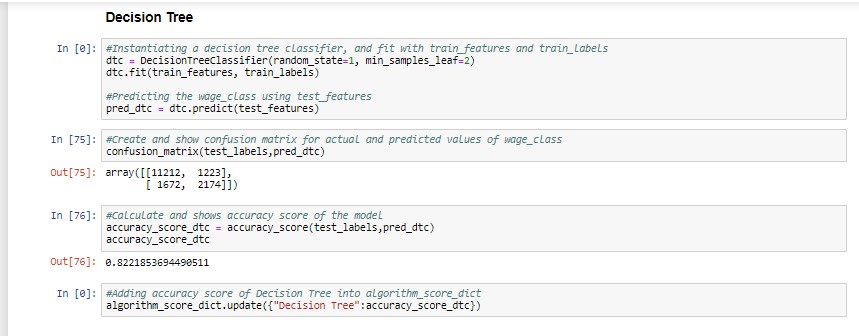 Decision Tree
In [0]: #Instantiating a decision tree classifier, and fit with train_features and train_labels
dtc = DecisionTreeClassifier(random_state=1, min_samples_leaf=2)
dtc.fit(train_features, train_labels)
#Predicting the wage_class using test_features
pred_dtc = dtc.predict(test_features)
In [75]: #Create and show confusion matrix for actual and predicted values of wage_class
confusion_matrix(test_labels,pred_dtc)
Out[75]: array([[11212, 1223],
[ 1672, 2174]])
In [76]: #Calculate and shows accuracy score of the model
accuracy_score_dtc = accuracy_score(test_labels,pred_dtc)
accuracy_score_dtc
Out[76]: 0.8221853694490511
In [0]: #Adding accuracy score of Decision Tree into algorithm_score_dict
algorithm_score_dict.update({"Decision Tree":accuracy_score_dtc})